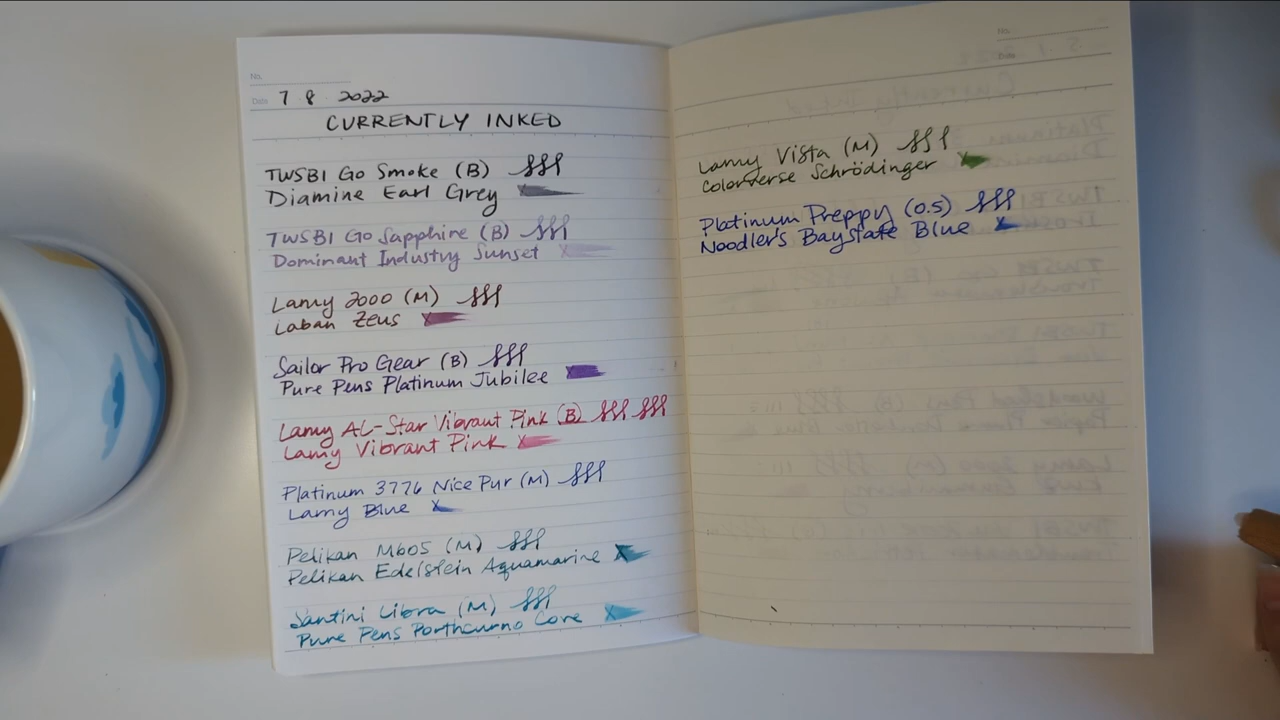 No.
Date 7 8 2022
CURRENTLY INKED
TWSBI Go Smoke (B)
Diamine Earl Grey
TWSBI Go Sapphire (B)
Dominant Industry Sunset
Lamy 2000 (M)
Laban Zeus
Sailor Pro Gear (B)
Pure Pens Platinum Jubilee
Lamy AL-Star Vibrant Pink (B)
Lamy Vibrant Pink
Platinum 3776 Nice Pur (M)
Lamy Blue
Pelikan M605 (M)
Pelikan Edelstein Aquamarine
Santini Libra (M)
Pure Pens Porthcurno Cove
No.
Date
Lamy Vista (M)
Colorverse Schrödinger
Platinum Preppy (0.5)
Noodler's Baystate Blue